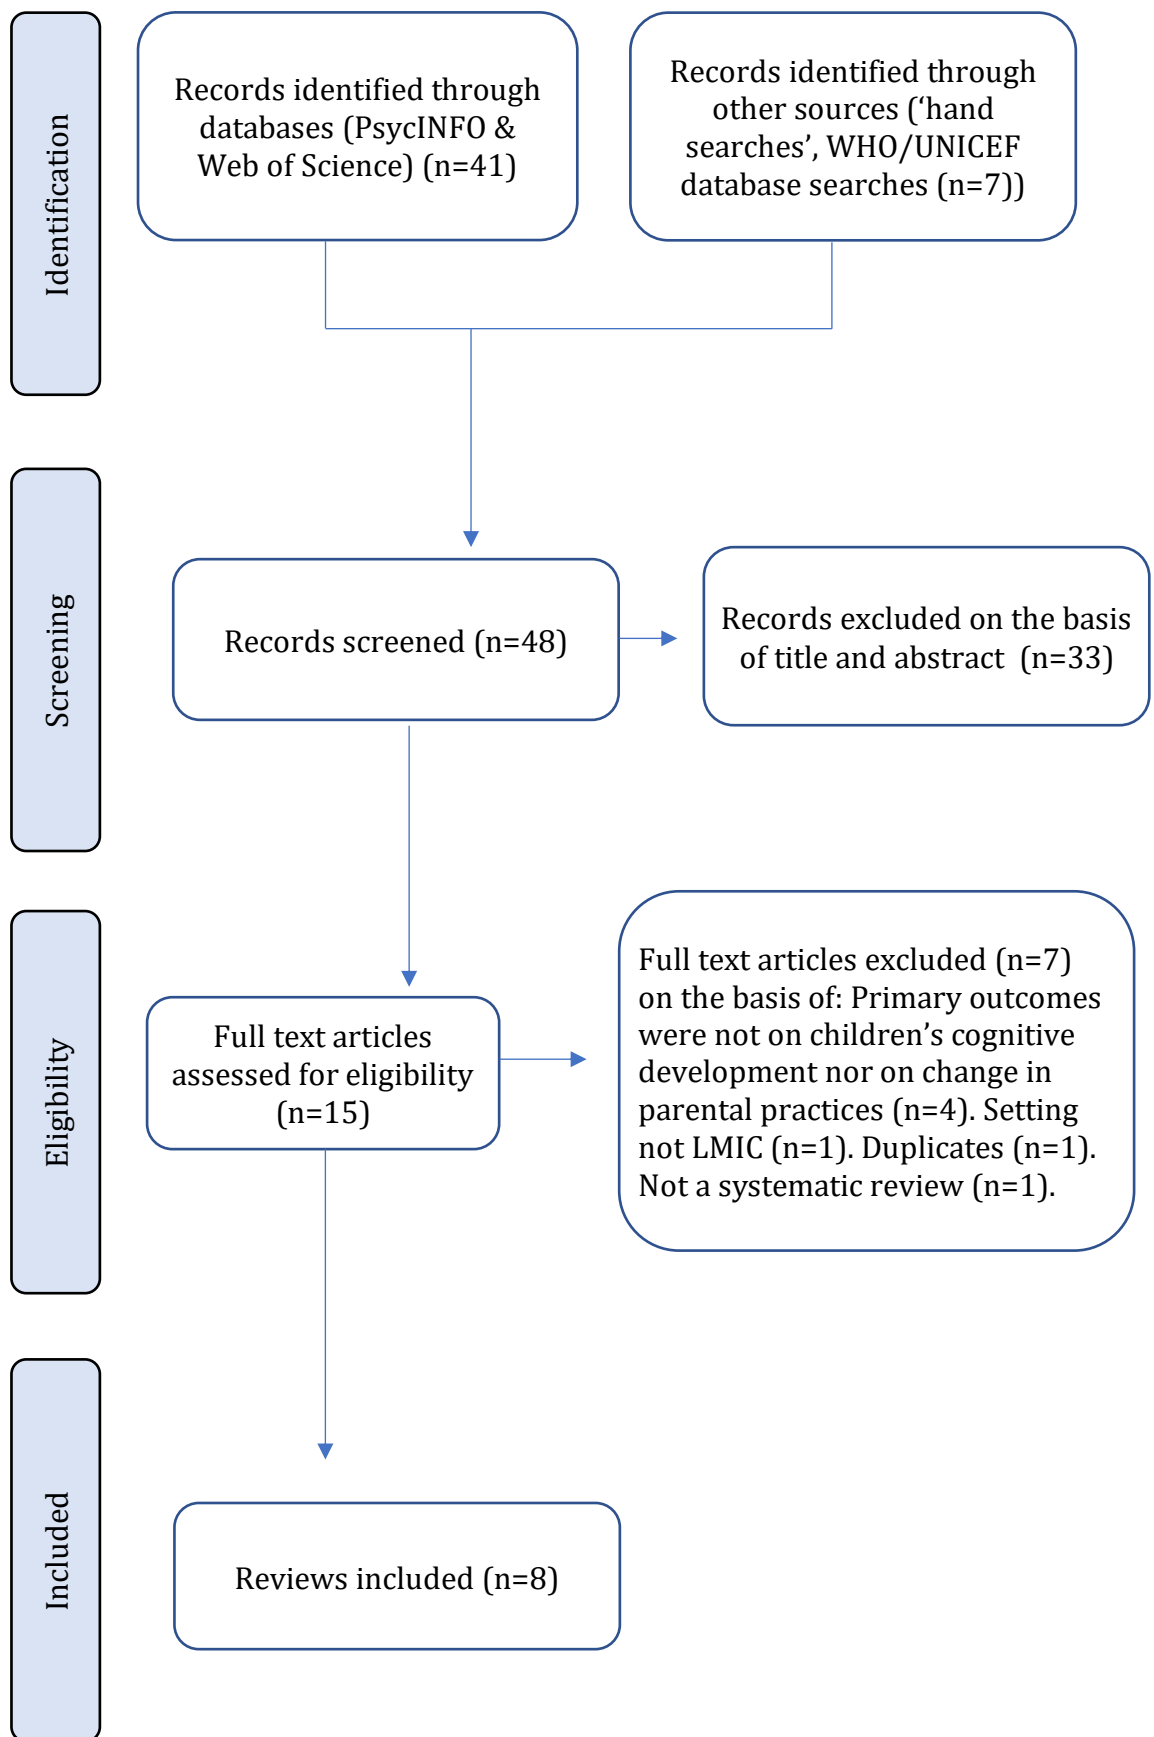 Identification
Records identified through
databases (PsycINFO &
Web of Science) (n=41)
Records identified through
other sources (‘hand
searches’, WHO/UNICEF
database searches (n=7))
Screening
Records screened (n=48)
Records excluded on the basis
of title and abstract  (n=33)
Eligibility
Full text articles
assessed for eligibility
(n=15)
Full text articles excluded (n=7)
on the basis of: Primary outcomes
were not on children’s cognitive
development nor on change in
parental practices (n=4). Setting
not LMIC (n=1). Duplicates (n=1).
Not a systematic review (n=1).
Included
Reviews included (n=8)